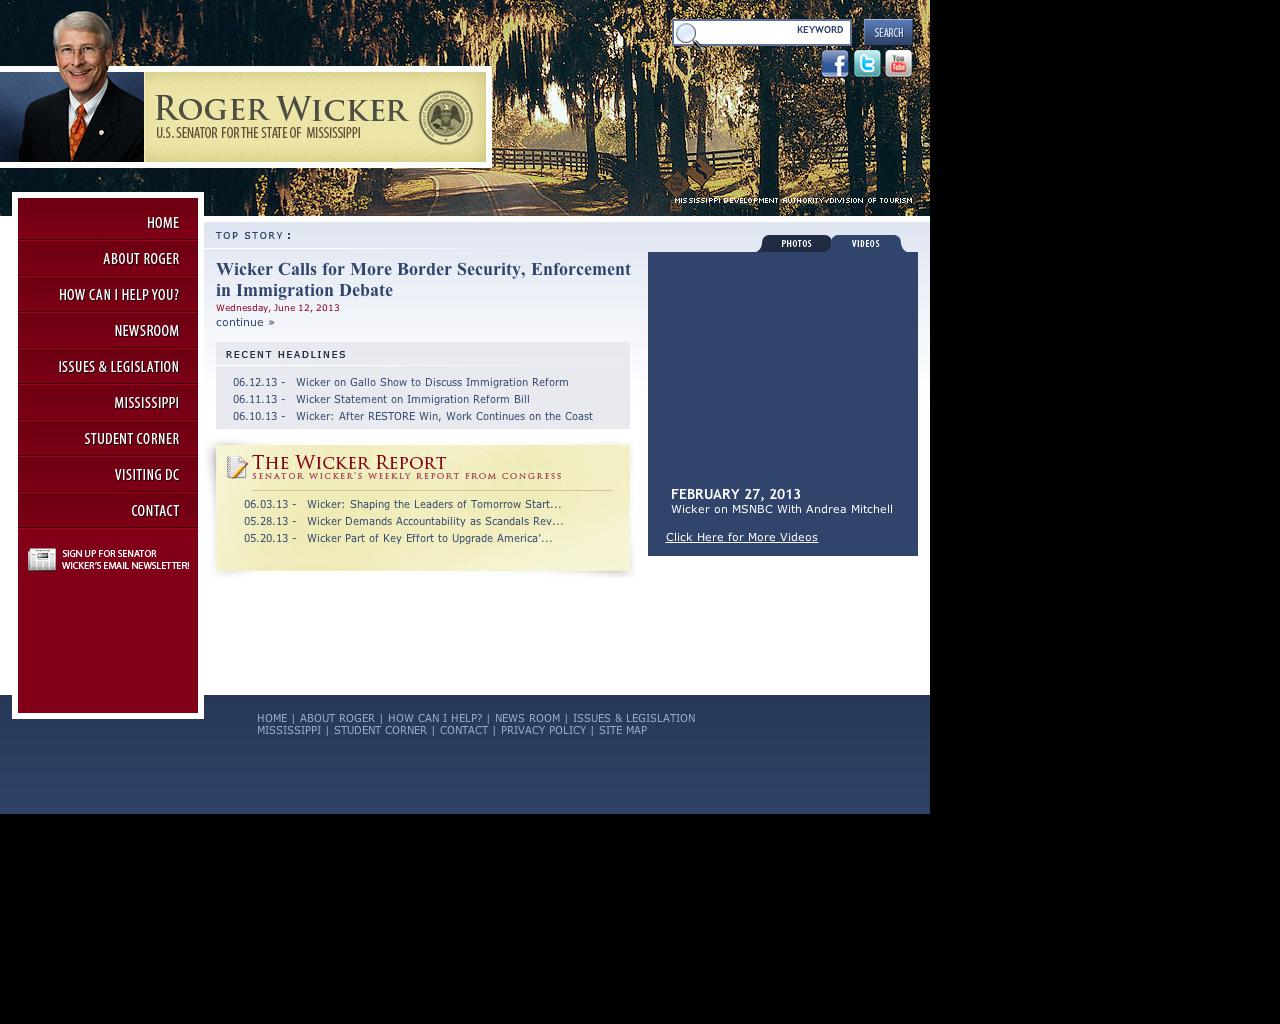 KEYWORD
SEARCH
You
Tube
ROGER WICKER
U.S. SENATOR FOR THE STATE OF MISSISSIPPI
MISSISSIPPI DEVELOPMENT AUTHORITY/DIVISION OF TOURISM
HOME
ABOUT ROGER
HOW CAN I HELP YOU?
NEWSROOM
ISSUES & LEGISLATION
MISSISSIPPI
STUDENT CORNER
VISITING DC
CONTACT
SIGN UP FOR SENATOR
WICKER'S EMAIL NEWSLETTER!
TOP STORY :
Wicker Calls for More Border Security, Enforcement
in Immigration Debate
Wednesday, June 12, 2013
continue »
RECENT HEADLINES
06.12.13 - Wicker on Gallo Show to Discuss Immigration Reform
06.11.13 - Wicker Statement on Immigration Reform Bill
06.10.13 - Wicker: After RESTORE Win, Work Continues on the Coast
THE WICKER REPORT
SENATOR WICKER'S WEEKLY REPORT FROM CONGRESS
06.03.13 - Wicker: Shaping the Leaders of Tomorrow Start...
05.28.13 - Wicker Demands Accountability as Scandals Rev...
05.20.13 - Wicker Part of Key Effort to Upgrade America'...
PHOTOS
VIDEOS
FEBRUARY 27, 2013
Wicker on MSNBC With Andrea Mitchell
Click Here for More Videos
HOME | ABOUT ROGER | HOW CAN I HELP? | NEWS ROOM | ISSUES & LEGISLATION
MISSISSIPPI | STUDENT CORNER | CONTACT | PRIVACY POLICY | SITE MAP